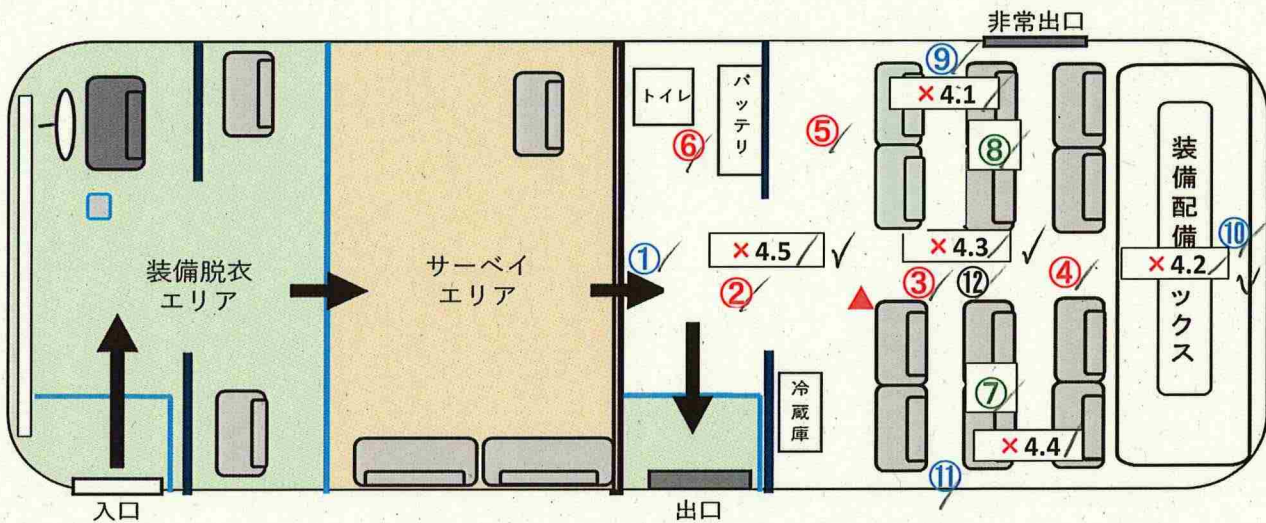 非常出口
⑨
× 4.1
トイレ
バッテリ
⑥
⑤
⑧
装備配備
ックス
装備脱衣
エリア
サーベイ
エリア
①
× 4.5
②
× 4.3
③
⑫
④
⑩
× 4.2
冷蔵庫
⑦
× 4.4
⑪
入口
出口